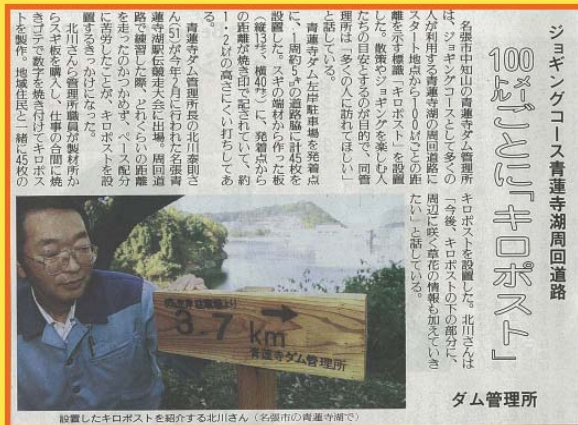 ジョギングコース青蓮寺湖周回道路
100メートルごとに「キロポスト」
ダム管理所
名張市中知山の青蓮寺ダム管理所
は、ジョギングコースとして多くの
人が利用する青蓮寺湖の周回道路に
スタート地点から100㍍ごとの距
離を示す標識「キロポスト」を設置
した。散策やジョギングを楽しむ人
たちの目安とするのが目的で、同管
理所は「多くの人に訪れてほしい」
と話している。
青蓮寺ダム左岸駐車場を発着点
に、1周約5㌔の道路脇に計45枚を
設置した。スギの端材から作った板
（縦13㌢、横40㌢）に、発着点から
の距離が焼き印で記されていて、約
1・2㍍の高さにくい打ちしてあ
る。
青蓮寺ダム管理所長の北川泰則さ
ん（51）が今年2月に行われた名張青
蓮寺湖駅伝競走大会に出場。周回道
路で練習した際、どれくらいの距離
を走ったのかつかめず、ペース配分
に苦労したことが、キロポストを設
置するきっかけになった。
北川さんら管理所職員が製材所か
らスギ板を購入し、仕事の合間に焼
きゴテで数字を焼き付けてキロポス
トを製作。地域住民と一緒に45枚の
キロポストを設置した。北川さんは
「今後、キロポストの下の部分に、
周辺に咲く草花の情報も加えていき
たい」と話している。
3.7 km
青蓮寺ダム管理所
設置したキロポストを紹介する北川さん（名張市の青蓮寺湖で）